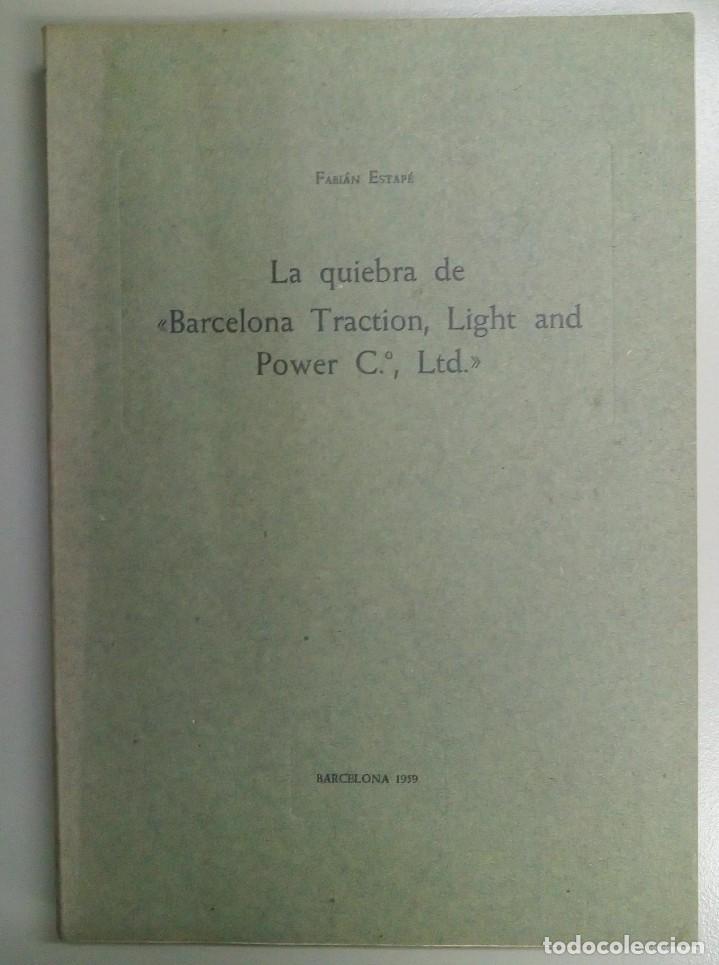 Fabián Estapé
La quiebra de
«Barcelona Traction, Light and
Power C.º, Ltd.»
BARCELONA 1959
todocoleccion